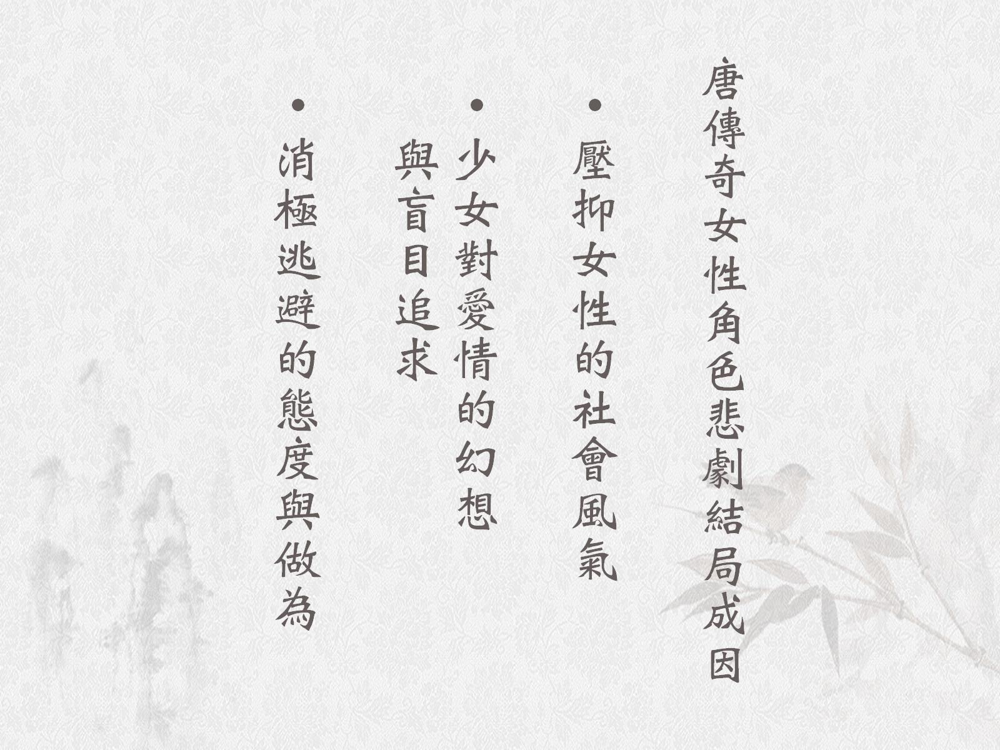 唐傳奇女性角色悲劇結局成因
• 壓抑女性的社會風氣
• 少女對愛情的幻想
與盲目追求
• 消極逃避的態度與做為